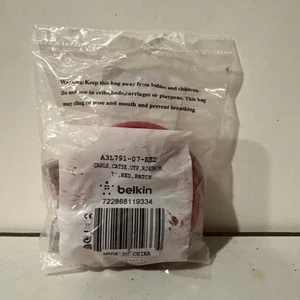 Warning: Keep this bag away from babies and children.
Do not use in cribs, beds, carriages or playpens. This bag
may cling to nose and mouth and prevent breathing.
A3L791-07-RED
CABLE,CAT5E,UTP,RJ45M/M,
7',RED,PATCH
belkin
722868119334
MADE IN CHINA